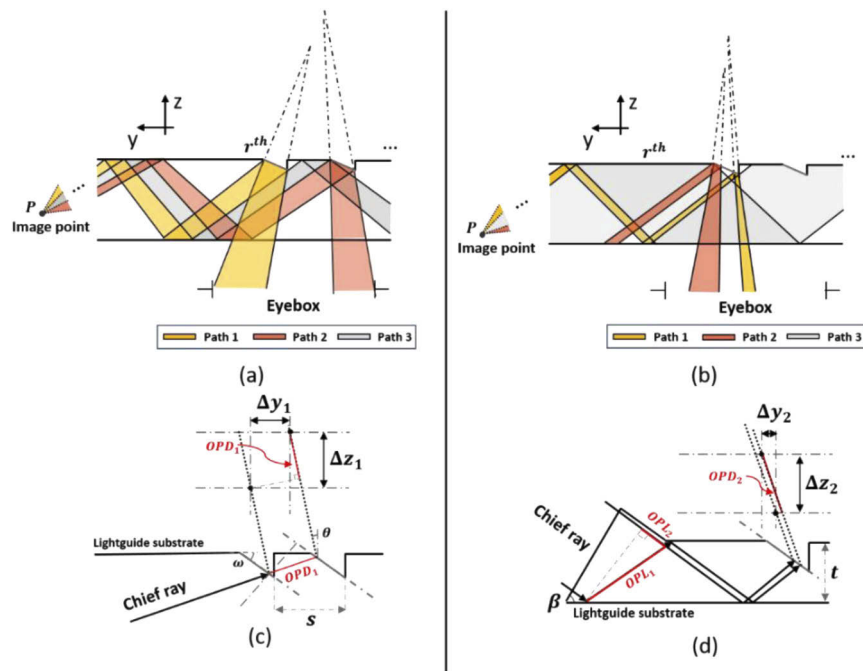 z
y
r^{th}
...
P
...
Image point
Eyebox
Path 1 Path 2 Path 3
(a)
z
y
r^{th}
...
P
...
Image point
Eyebox
Path 1 Path 2 Path 3
(b)
Δy₁
OPD₁
Δz₁
Lightguide substrate
ω
θ
OPD₁
Chief ray
s
(c)
Δy₂
OPD₂
Δz₂
Chief ray
OPL₂
OPL₁
t
β
Lightguide substrate
(d)